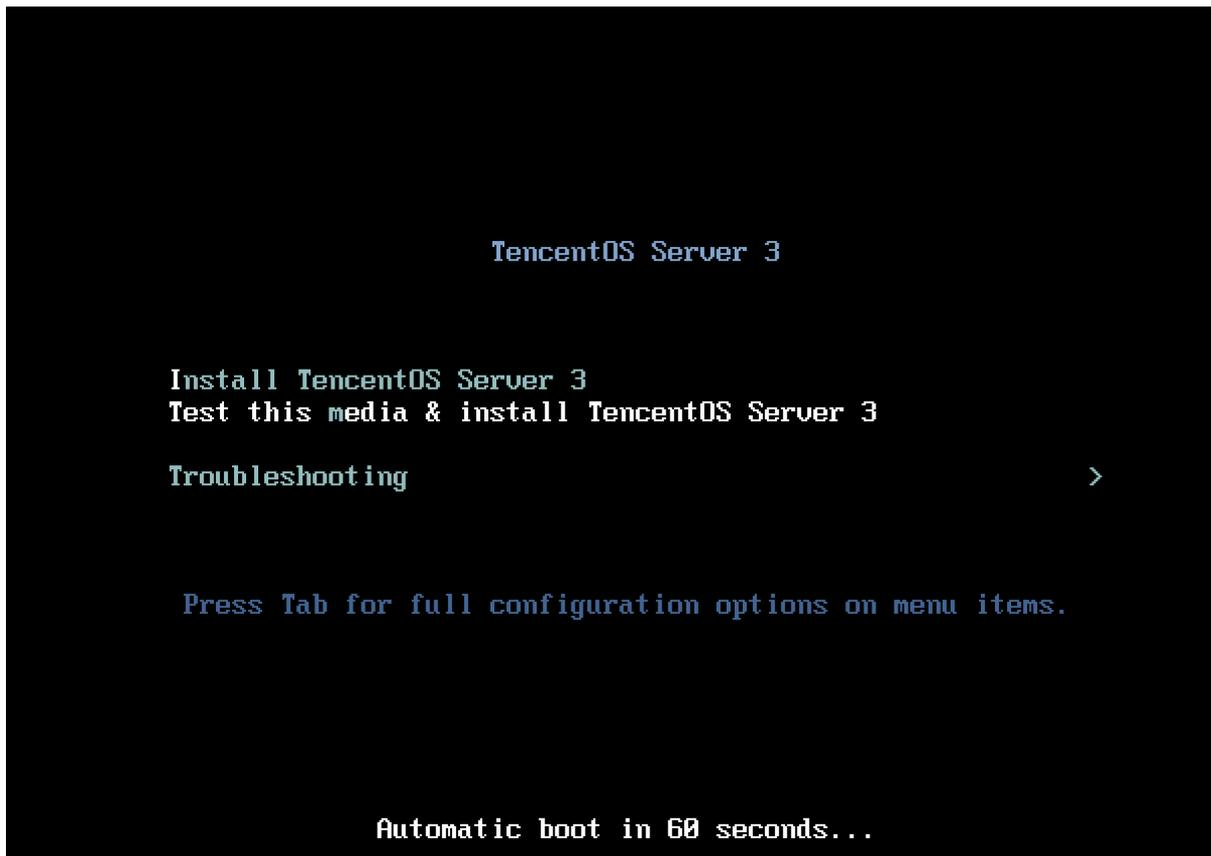 TencentOS Server 3
Install TencentOS Server 3
Test this media & install TencentOS Server 3
Troubleshooting >
Press Tab for full configuration options on menu items.
Automatic boot in 60 seconds...